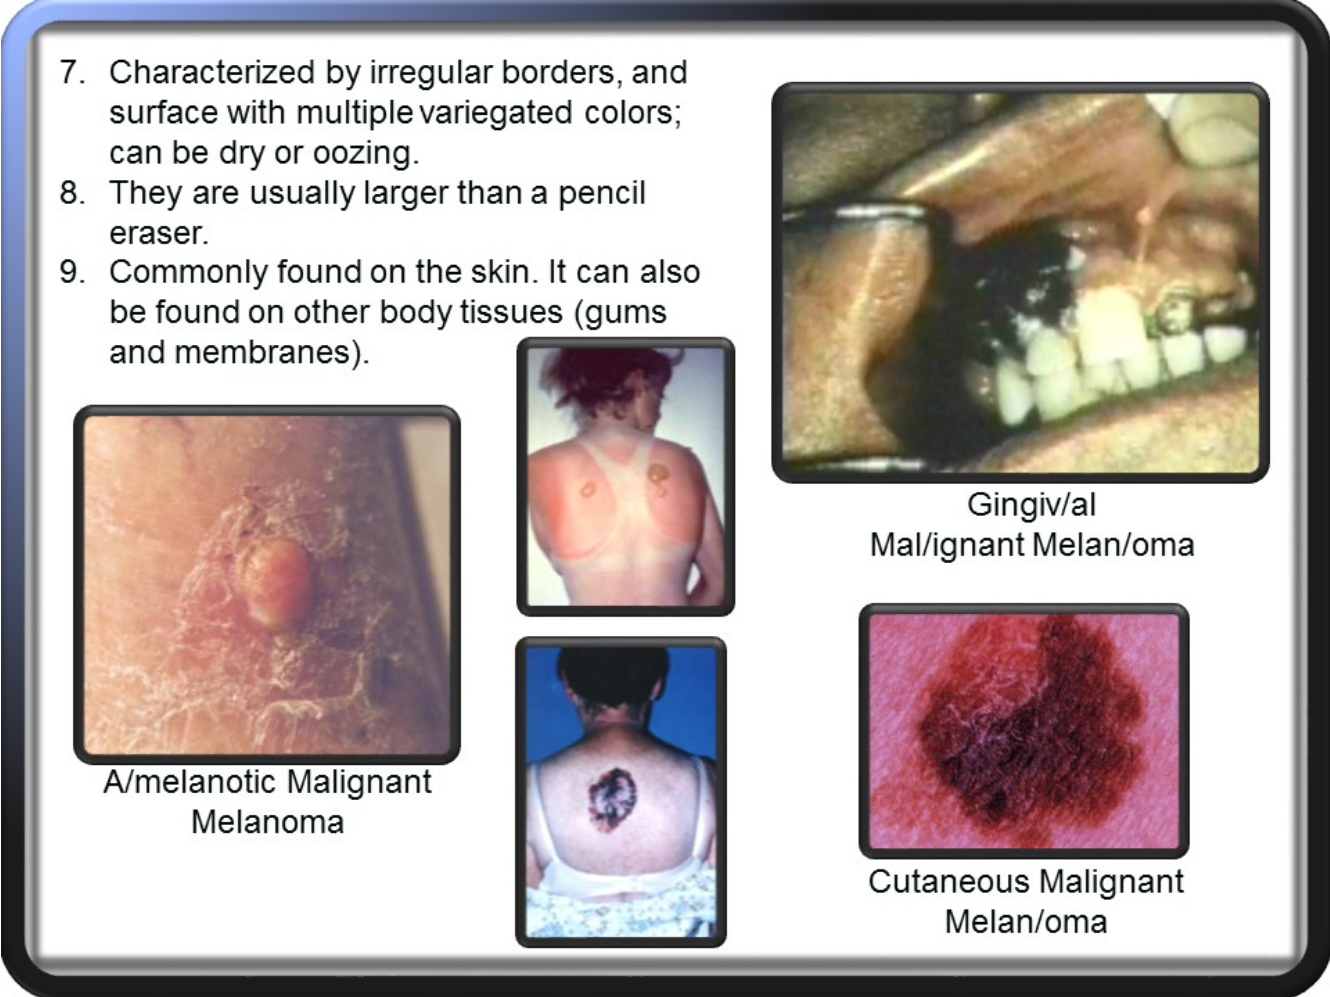 7. Characterized by irregular borders, and
surface with multiple variegated colors;
can be dry or oozing.
8. They are usually larger than a pencil
eraser.
9. Commonly found on the skin. It can also
be found on other body tissues (gums
and membranes).
Gingiv/al
Mal/ignant Melan/oma
A/melanotic Malignant
Melanoma
Cutaneous Malignant
Melan/oma